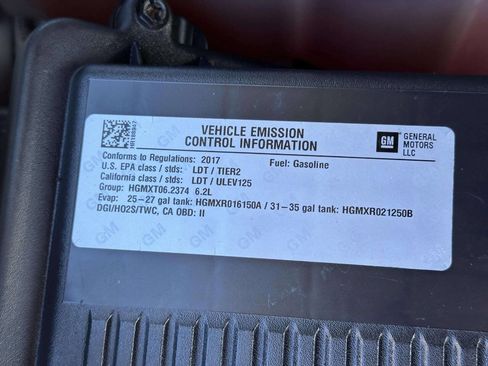 VEHICLE EMISSION
CONTROL INFORMATION
GM
GENERAL
MOTORS
LLC
Conforms to Regulations: 2017
Fuel: Gasoline
U.S. EPA class / stds: LDT / TIER2
California class / stds: LDT / ULEV125
Group: HGMXT06.2374 6.2L
Evap: 25-27 gal tank: HGMXR016150A / 31-35 gal tank: HGMXR021250B
DGI/HO2S/TWC, CA OBD: II